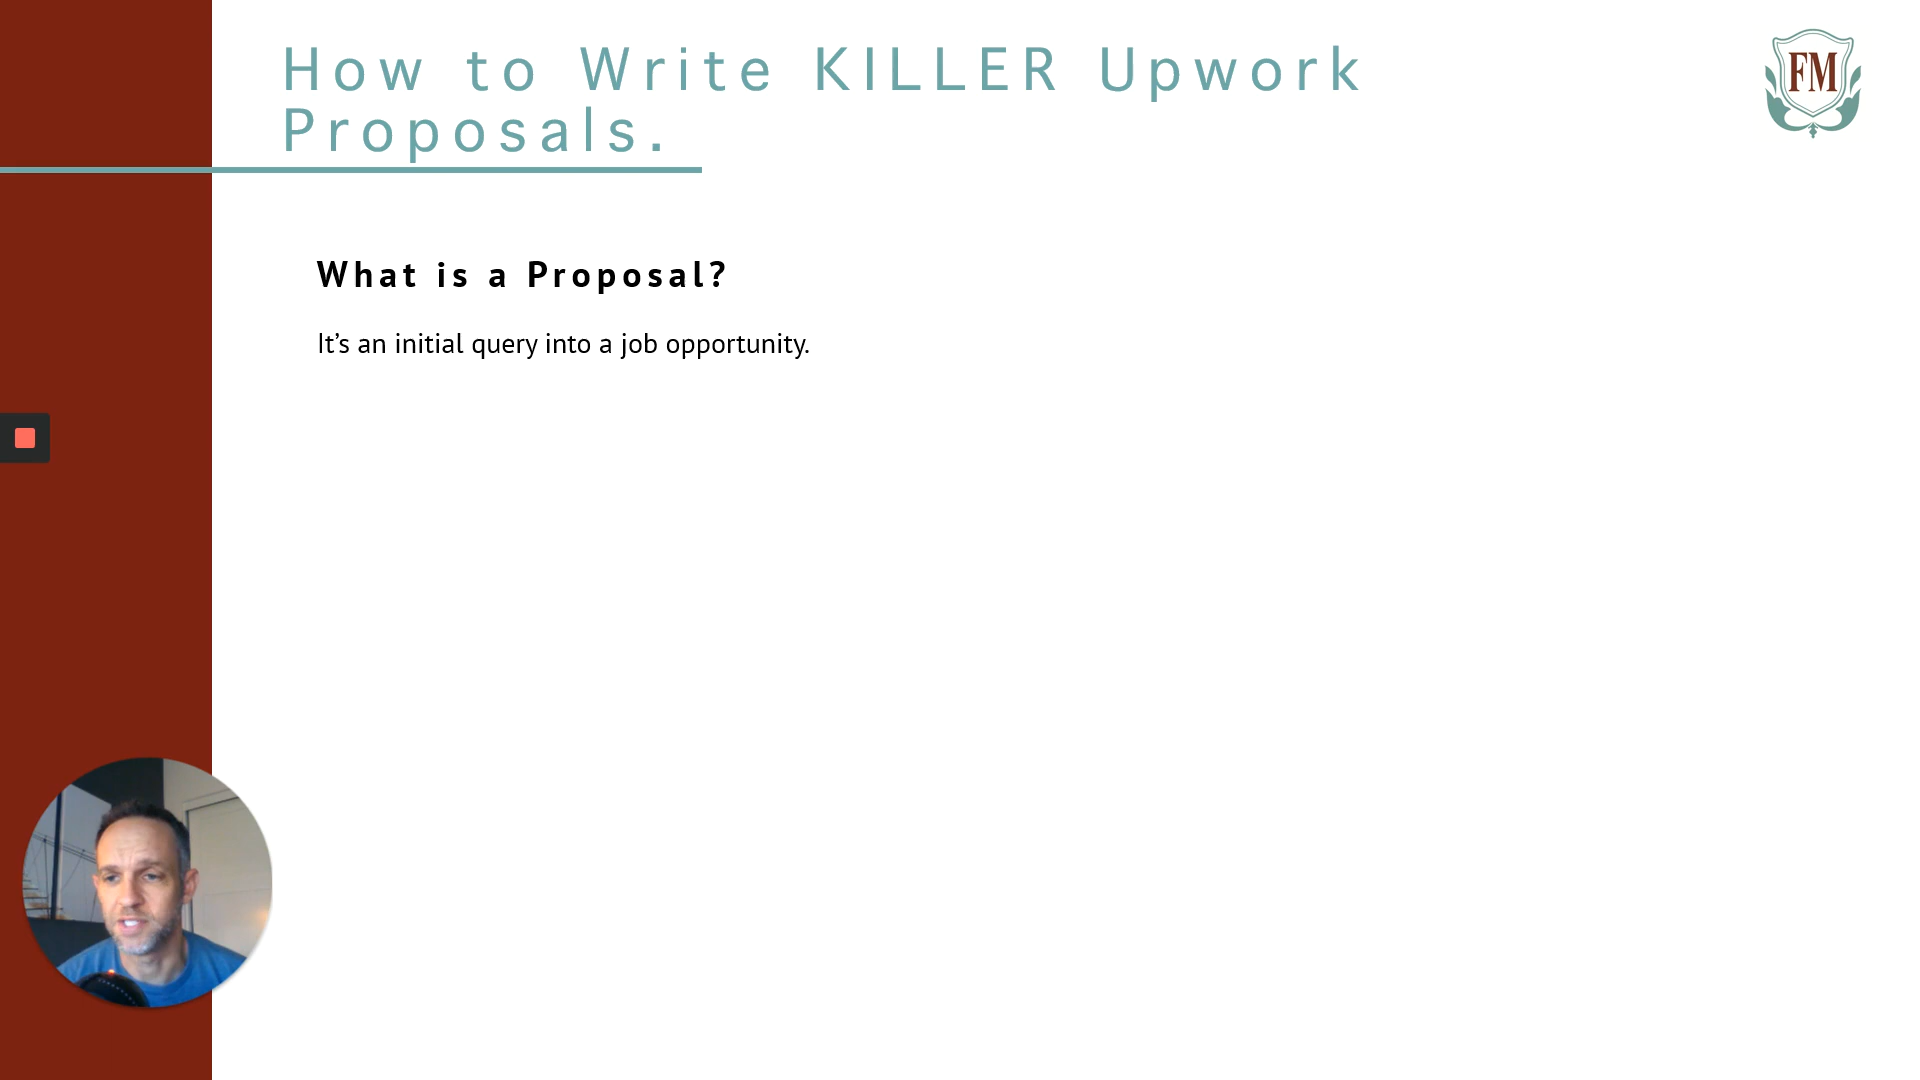 How to Write KILLER Upwork
Proposals.
FM
What is a Proposal?
It’s an initial query into a job opportunity.